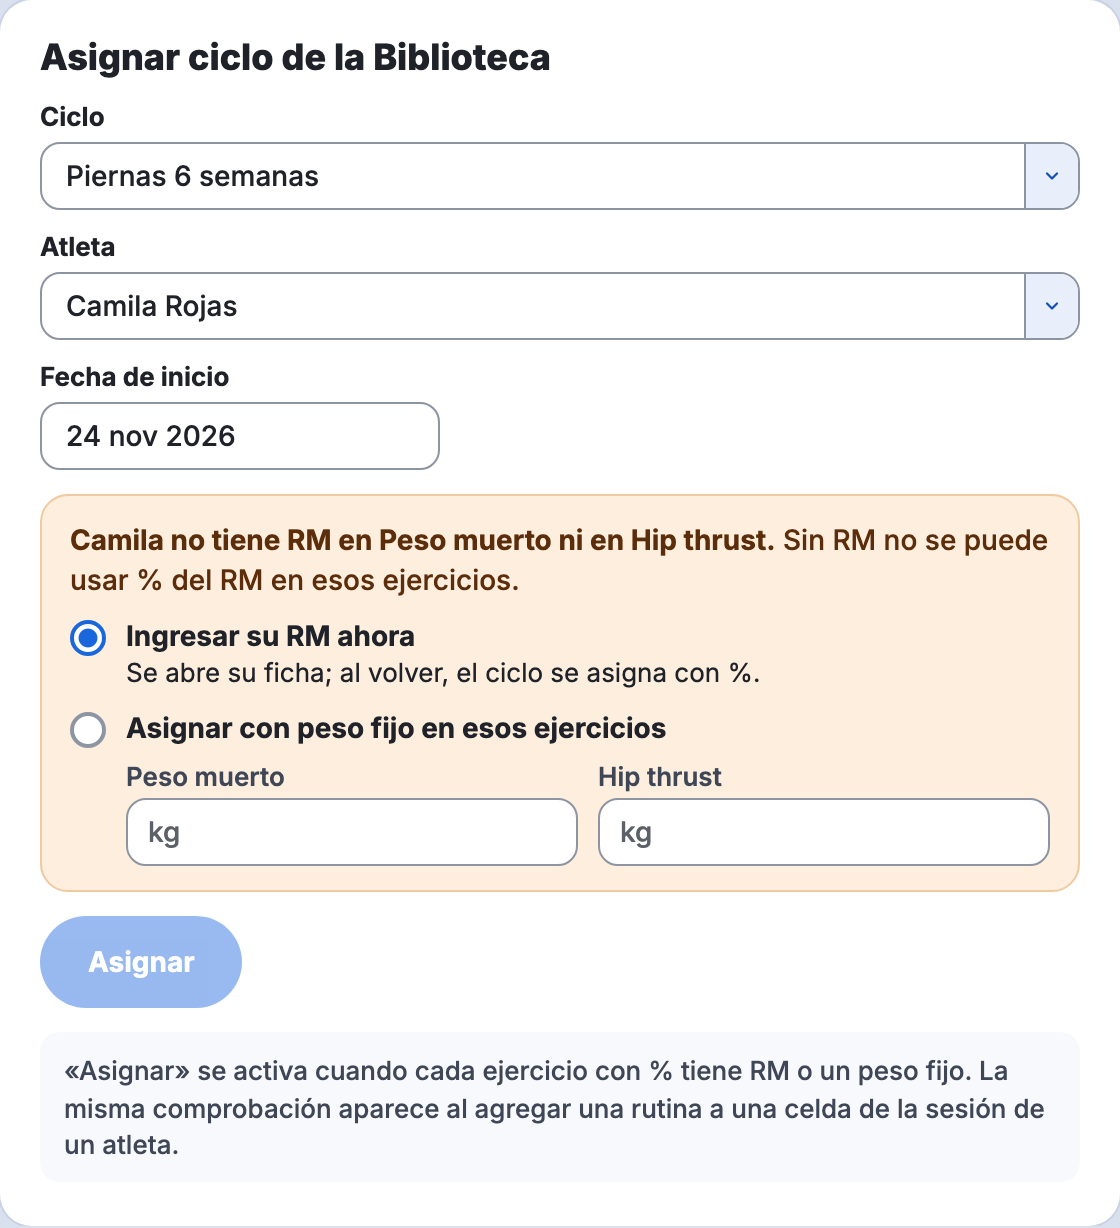 Asignar ciclo de la Biblioteca
Ciclo
Piernas 6 semanas
Atleta
Camila Rojas
Fecha de inicio
24 nov 2026
Camila no tiene RM en Peso muerto ni en Hip thrust. Sin RM no se puede
usar % del RM en esos ejercicios.
Ingresar su RM ahora
Se abre su ficha; al volver, el ciclo se asigna con %.
Asignar con peso fijo en esos ejercicios
Peso muerto
Hip thrust
kg
kg
Asignar
«Asignar» se activa cuando cada ejercicio con % tiene RM o un peso fijo. La
misma comprobación aparece al agregar una rutina a una celda de la sesión de
un atleta.